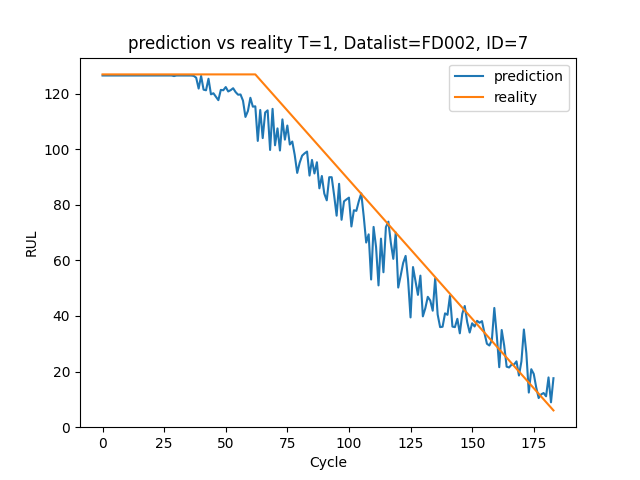 prediction vs reality T=1, Datalist=FD002, ID=7
prediction
reality
120
100
80
60
40
20
0
RUL
0 25 50 75 100 125 150 175
Cycle